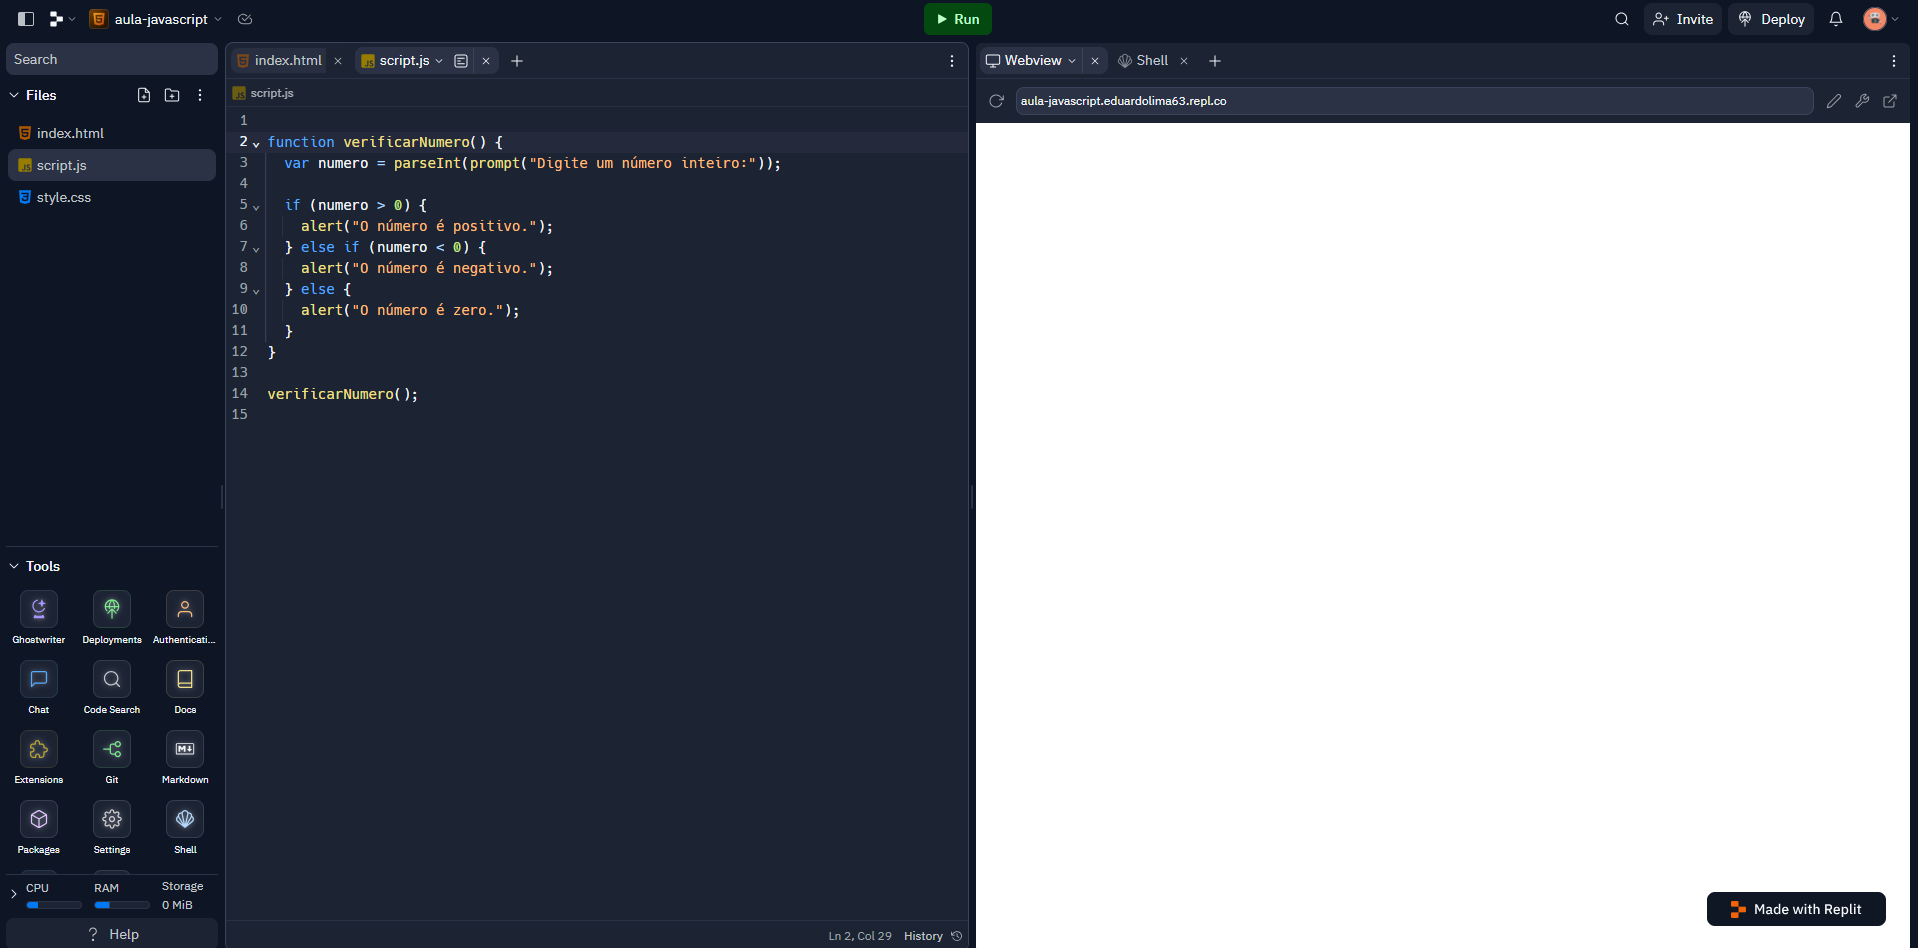 aula-javascript
Run
Invite
Deploy
Search
Files
index.html
script.js
style.css
Tools
Ghostwriter
Deployments
Authenticati...
Chat
Code Search
Docs
Extensions
Git
Markdown
Packages
Settings
Shell
CPU
RAM
Storage
0 MiB
Help
index.html
script.js
script.js
1
2 function verificarNumero() {
3 var numero = parseInt(prompt("Digite um número inteiro:"));
4
5 if (numero > 0) {
6 alert("O número é positivo.");
7 } else if (numero < 0) {
8 alert("O número é negativo.");
9 } else {
10 alert("O número é zero.");
11 }
12 }
13
14 verificarNumero();
15
Ln 2, Col 29 History
Webview
Shell
aula-javascript.eduardolima63.repl.co
Made with Replit